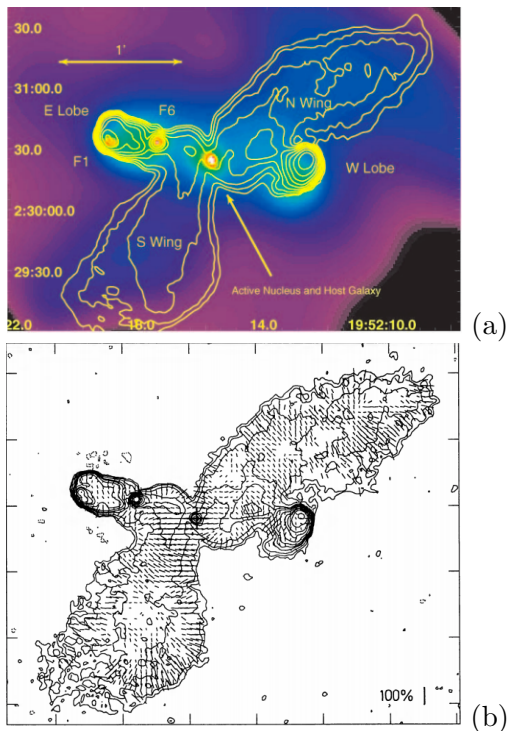 30.0
1'
31:00.0
N Wing
E Lobe
F6
30.0
F1
W Lobe
2:30:00.0
S Wing
29:30.0
Active Nucleus and Host Galaxy
22.0 18.0 14.0 19:52:10.0
(a)
100%
(b)